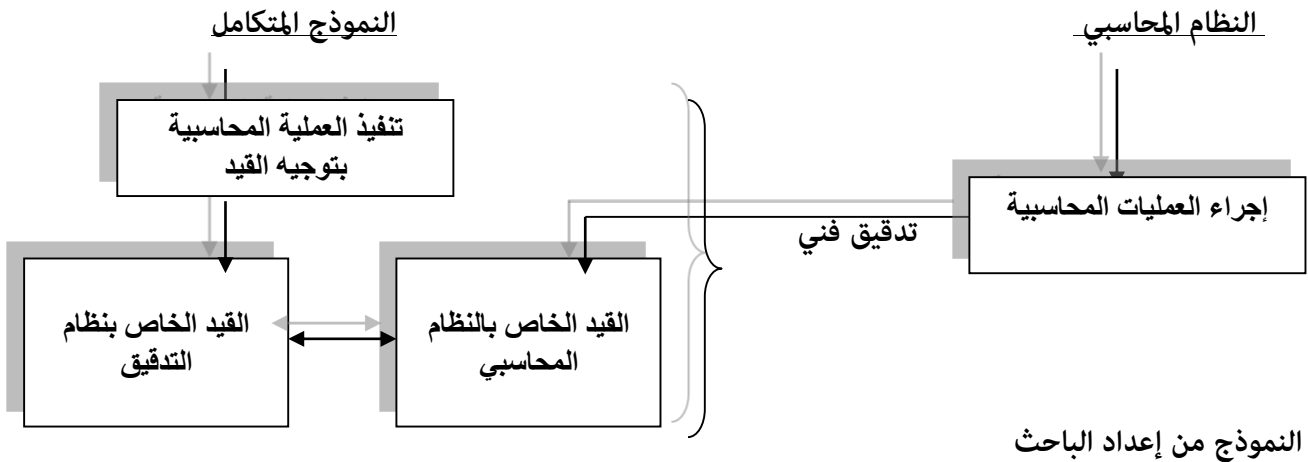 النظام المحاسبي
النموذج المتكامل
إجراء العمليات المحاسبية
تدقيق فني
تنفيذ العملية المحاسبية
بتوجيه القيد
القيد الخاص بالنظام
المحاسبي
القيد الخاص بنظام
التدقيق
النموذج من إعداد الباحث